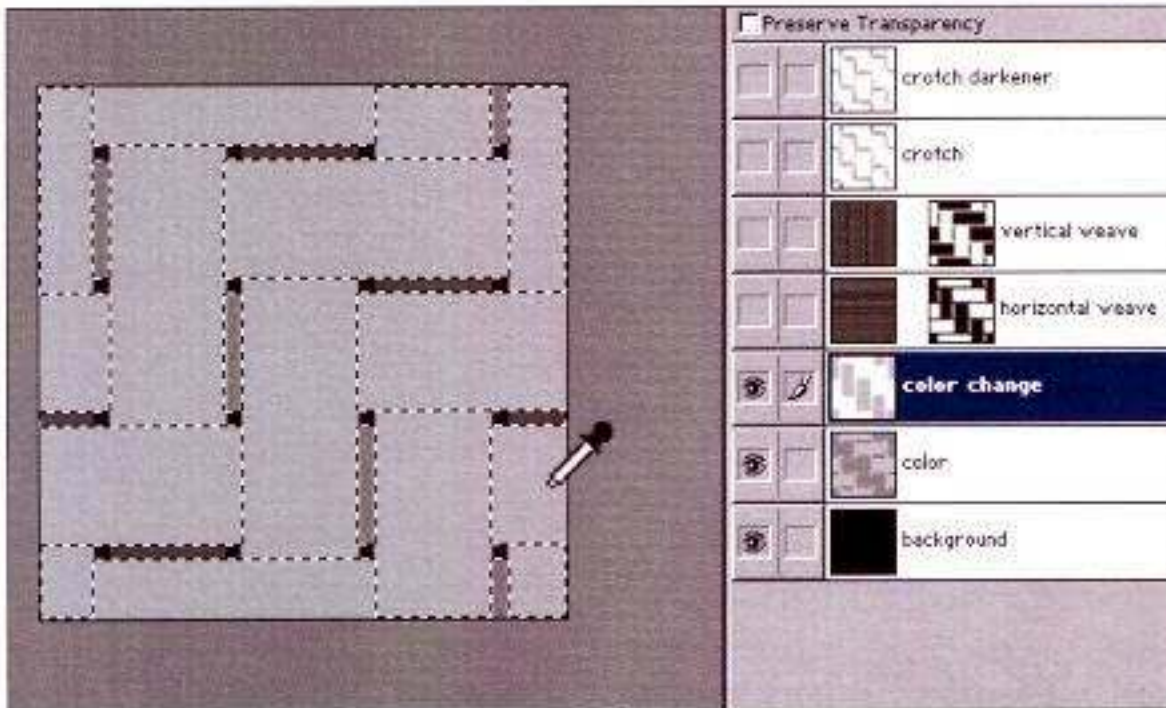 Preserve Transparency
crotch darkener
crotch
vertical weave
horizontal weave
color change
color
background